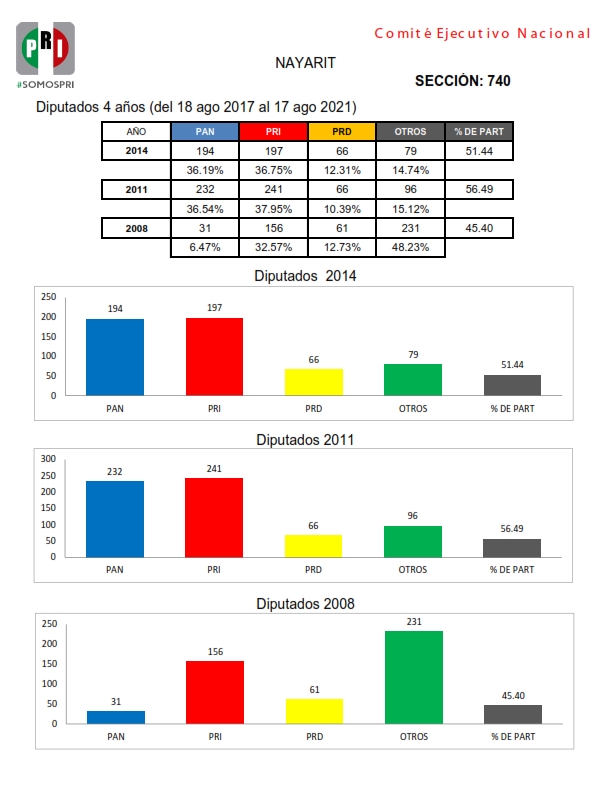 Comité Ejecutivo Nacional
PRI
#SOMOSPRI
NAYARIT
SECCIÓN: 740
Diputados 4 años (del 18 ago 2017 al 17 ago 2021)
AÑO PAN PRI PRD OTROS % DE PART
2014 194 197 66 79 51.44
36.19% 36.75% 12.31% 14.74%
2011 232 241 66 96 56.49
36.54% 37.95% 10.39% 15.12%
2008 31 156 61 231 45.40
6.47% 32.57% 12.73% 48.23%
Diputados 2014
250
200
150
100
50
0
194 197 66 79 51.44
PAN PRI PRD OTROS % DE PART
Diputados 2011
300
250
200
150
100
50
0
232 241 66 96 56.49
PAN PRI PRD OTROS % DE PART
Diputados 2008
250
200
150
100
50
0
31 156 61 231 45.40
PAN PRI PRD OTROS % DE PART